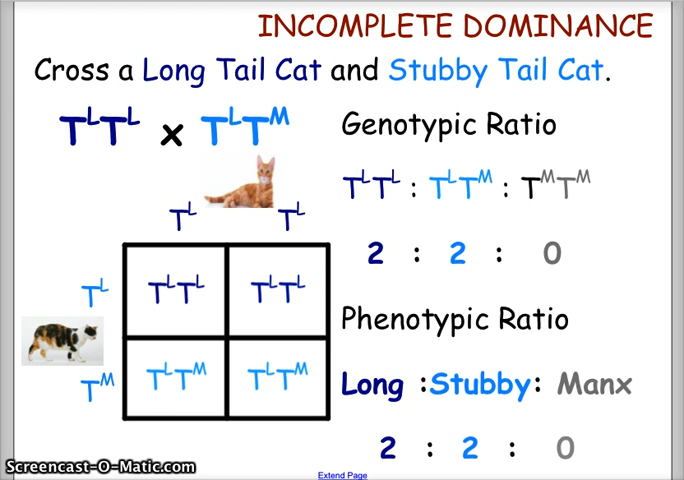 INCOMPLETE DOMINANCE
Cross a Long Tail Cat and Stubby Tail Cat.
TᴸTᴸ x TᴸTᴹ
Genotypic Ratio
TᴸTᴸ : TᴸTᴹ : TᴹTᴹ
2 : 2 : 0
Tᴸ Tᴸ
Tᴸ TᴸTᴸ TᴸTᴸ
Tᴹ TᴸTᴹ TᴸTᴹ
Phenotypic Ratio
Long :Stubby: Manx
2 : 2 : 0
Screencast-O-Matic.com
Extend Page